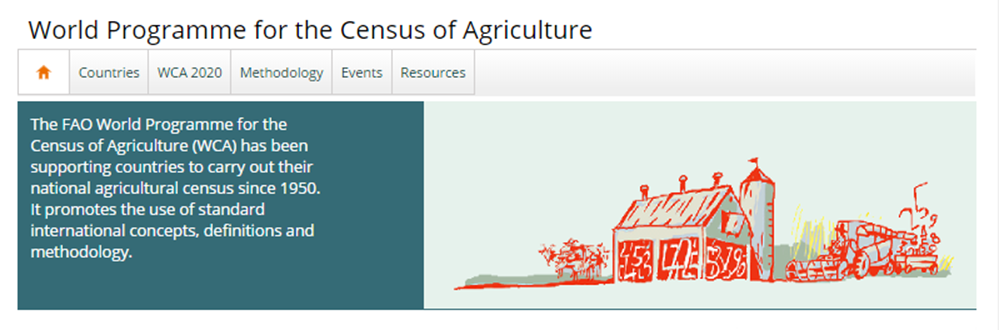 World Programme for the Census of Agriculture
Countries WCA 2020 Methodology Events Resources
The FAO World Programme for the
Census of Agriculture (WCA) has been
supporting countries to carry out their
national agricultural census since 1950.
It promotes the use of standard
international concepts, definitions and
methodology.